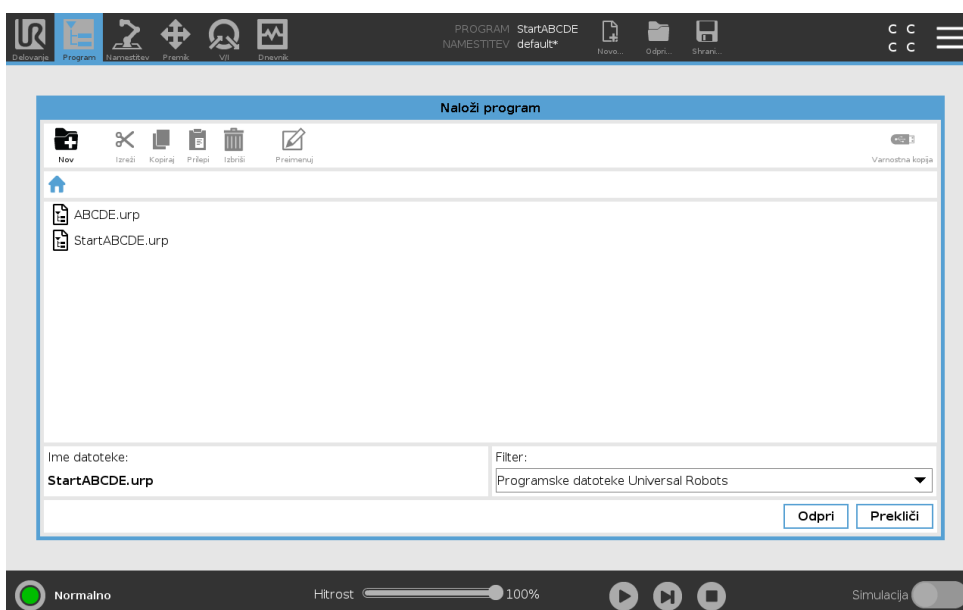 UR
PROGRAM StartABCDE
NAMESTITEV default*
C C
C C
Delovanje Program Namestitev Premik V/I Dnevnik Novo... Odpri... Shrani...
Naloži program
Nov Izreži Kopiraj Prilepi Izbriši Preimenuj Varnostna kopija
ABCDE.urp
StartABCDE.urp
Ime datoteke: Filter:
StartABCDE.urp Programske datoteke Universal Robots
Odpri Prekliči
Normalno Hitrost 100% Simulacija